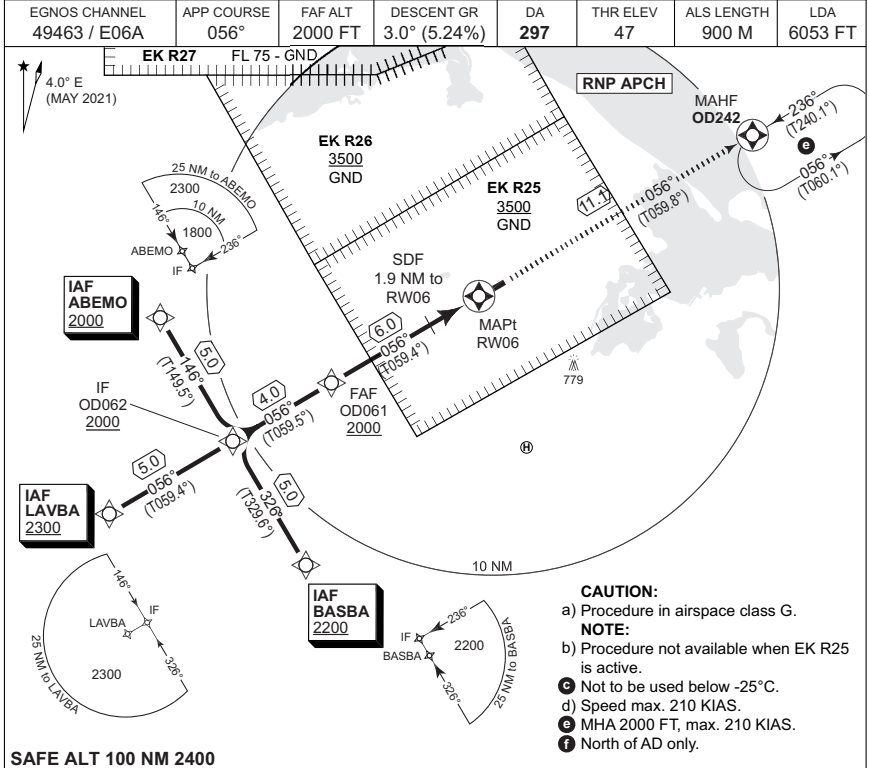 EGNOS CHANNEL APP COURSE FAF ALT DESCENT GR DA THR ELEV ALS LENGTH LDA
49463 / E06A 056° 2000 FT 3.0° (5.24%) 297 47 900 M 6053 FT
EK R27 FL 75 - GND
4.0° E
(MAY 2021)
RNP APCH
MAHF
OD242
236°
(T240.1°)
e
056°
(T060.1°)
EK R26
3500
GND
EK R25
3500
GND
11.1
056°
(T059.8°)
25 NM to ABEMO
2300
10 NM
146°
1800
236°
ABEMO
IF
SDF
1.9 NM to
RW06
MAPt
RW06
IAF
ABEMO
2000
5.0
146°
(T149.5°)
6.0
056°
(T059.4°)
779
IF
OD062
2000
4.0
056°
(T059.5°)
FAF
OD061
2000
H
5.0
056°
(T059.4°)
IAF
LAVBA
2300
5.0
326°
(T329.6°)
10 NM
IAF
BASBA
2200
146°
LAVBA
IF
326°
2300
25 NM to LAVBA
236°
IF
BASBA
2200
326°
25 NM to BASBA
CAUTION:
a) Procedure in airspace class G.
NOTE:
b) Procedure not available when EK R25
is active.
c Not to be used below -25°C.
d) Speed max. 210 KIAS.
e MHA 2000 FT, max. 210 KIAS.
f North of AD only.
SAFE ALT 100 NM 2400